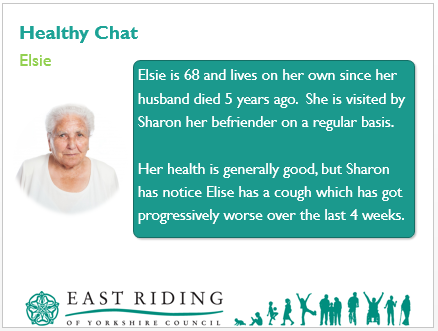 Healthy Chat
Elsie
Elsie is 68 and lives on her own since her
husband died 5 years ago. She is visited by
Sharon her befriender on a regular basis.
Her health is generally good, but Sharon
has notice Elise has a cough which has got
progressively worse over the last 4 weeks.
EAST RIDING
OF YORKSHIRE COUNCIL